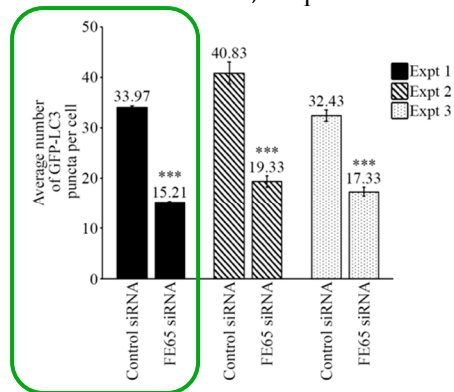 50
40
30
20
10
0
Average number
of GFP-LC3
puncta per cell
33.97
***
15.21
40.83
***
19.33
32.43
***
17.33
Expt 1
Expt 2
Expt 3
Control siRNA
FE65 siRNA
Control siRNA
FE65 siRNA
Control siRNA
FE65 siRNA